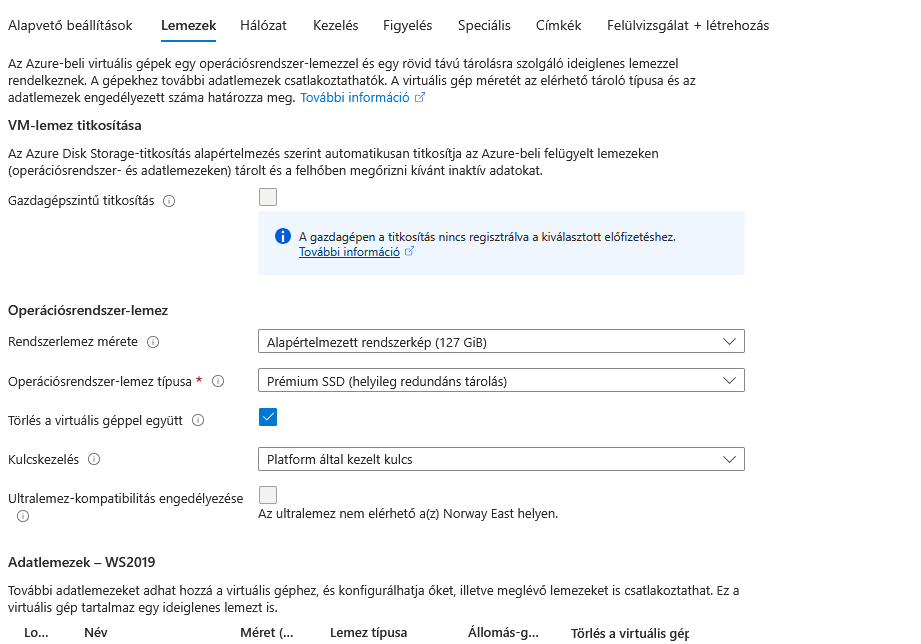 Alapvető beállítások Lemezek Hálózat Kezelés Figyelés Speciális Címkék Felülvizsgálat + létrehozás
Az Azure-beli virtuális gépek egy operációsrendszer-lemezzel és egy rövid távú tárolásra szolgáló ideiglenes lemezzel
rendelkeznek. A gépekhez további adatlemezek csatlakoztathatók. A virtuális gép méretét az elérhető tároló típusa és az
adatlemezek engedélyezett száma határozza meg. További információ
VM-lemez titkosítása
Az Azure Disk Storage-titkosítás alapértelmezés szerint automatikusan titkosítja az Azure-beli felügyelt lemezeken
(operációsrendszer- és adatlemezeken) tárolt és a felhőben megőrizni kívánt inaktív adatokat.
Gazdagépszintű titkosítás
A gazdagépen a titkosítás nincs regisztrálva a kiválasztott előfizetéshez.
További információ
Operációsrendszer-lemez
Rendszerlemez mérete Alapértelmezett rendszerkép (127 GiB)
Operációsrendszer-lemez típusa * Prémium SSD (helyileg redundáns tárolás)
Törlés a virtuális géppel együtt
Kulcskezelés Platform által kezelt kulcs
Ultralemez-kompatibilitás engedélyezése
Az ultralemez nem elérhető a(z) Norway East helyen.
Adatlemezek – WS2019
További adatlemezeket adhat hozzá a virtuális géphez, és konfigurálhatja őket, illetve meglévő lemezeket is csatlakoztathat. Ez a
virtuális gép tartalmaz egy ideiglenes lemezt is.
Lo... Név Méret (... Lemez típusa Állomás-g... Törlés a virtuális gép